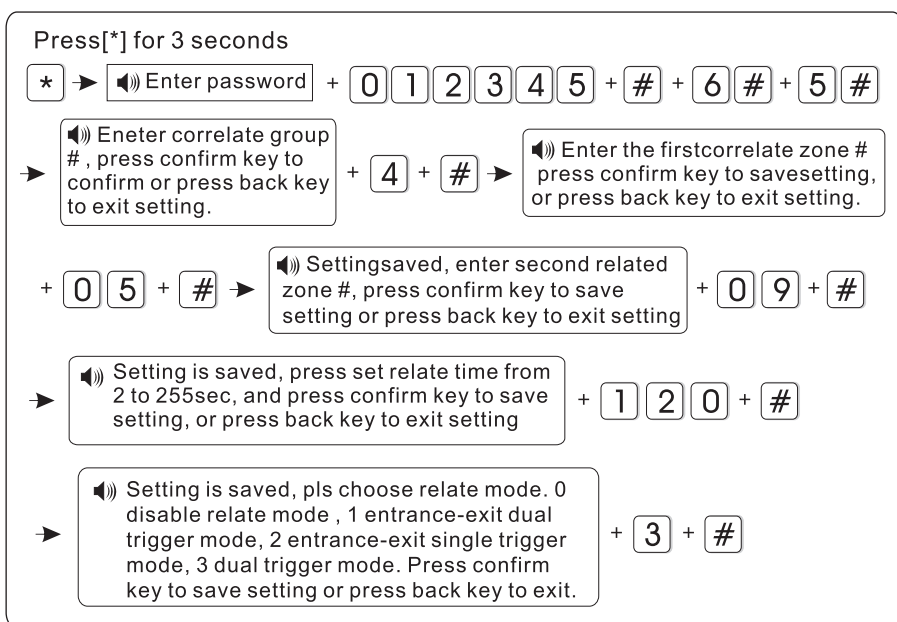 Press[*] for 3 seconds
* Enter password + 0 1 2 3 4 5 + # + 6 # + 5 #
Eneter correlate group
# , press confirm key to
confirm or press back key
to exit setting.
+ 4 + #
Enter the firstcorrelate zone #
press confirm key to savesetting,
or press back key to exit setting.
+ 0 5 + #
Settingsaved, enter second related
zone #, press confirm key to save
setting or press back key to exit setting
+ 0 9 + #
Setting is saved, press set relate time from
2 to 255sec, and press confirm key to save
setting, or press back key to exit setting
+ 1 2 0 + #
Setting is saved, pls choose relate mode. 0
disable relate mode , 1 entrance-exit dual
trigger mode, 2 entrance-exit single trigger
mode, 3 dual trigger mode. Press confirm
key to save setting or press back key to exit.
+ 3 + #